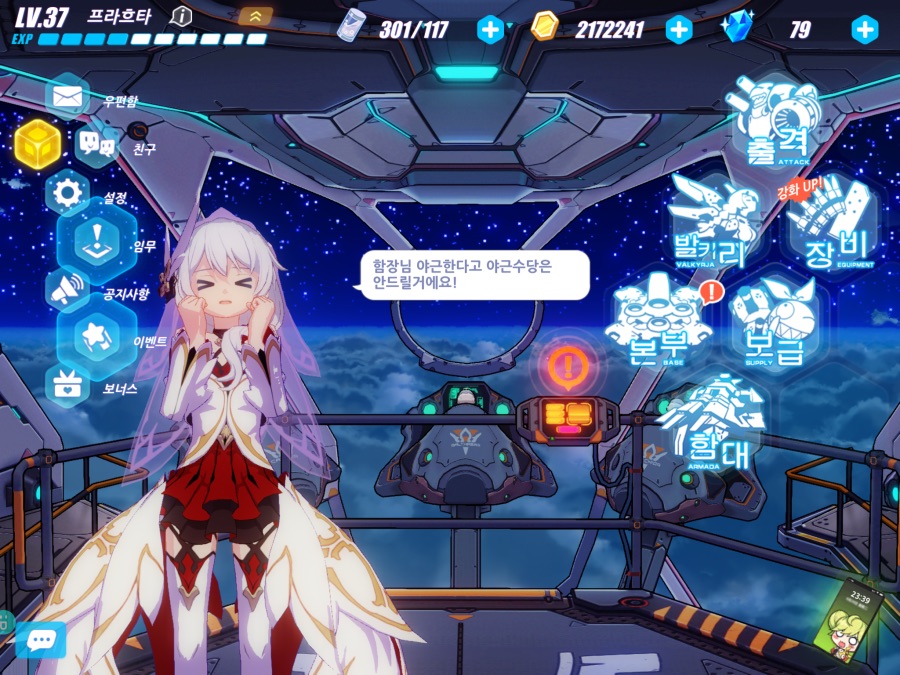 LV.37 프라흐타
EXP
301/117
2172241
79
우편함
친구
설정
임무
공지사항
이벤트
보너스
함장님 야근한다고 야근수당은
안드릴거에요!
출격
ATTACK
강화 UP!
발키리
VALKYRJA
장비
EQUIPMENT
본부
BASE
보급
SUPPLY
함대
ARMADA
23:39